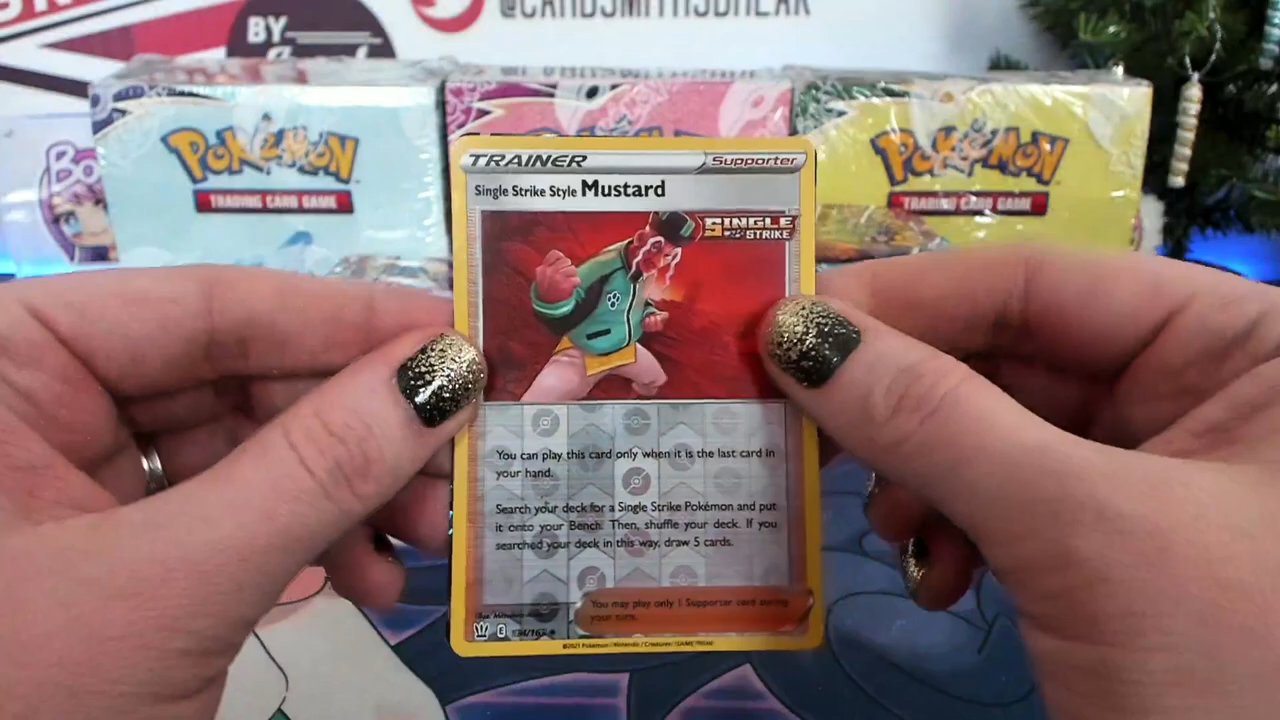 @CARDSMITHSBREAK
BY
Bo
POKéMON
TRADING CARD GAME
POKéMON
TRADING CARD GAME
TRAINER Supporter
Single Strike Style Mustard
SINGLE
STRIKE
You can play this card only when it is the last card in
your hand.
Search your deck for a Single Strike Pokémon and put
it onto your Bench. Then, shuffle your deck. If you
searched your deck in this way, draw 5 cards.
You may play only 1 Supporter card during
your turn.
E
©2021 Pokémon / Nintendo / Creatures / GAME FREAK